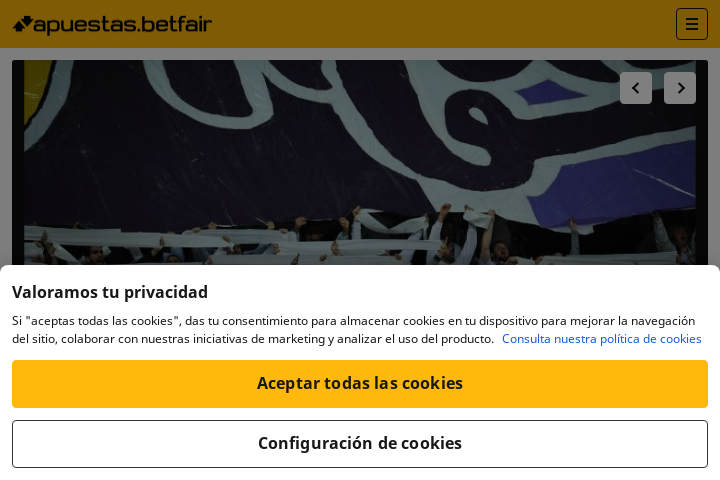 apuestas.betfair
Valoramos tu privacidad
Si "aceptas todas las cookies", das tu consentimiento para almacenar cookies en tu dispositivo para mejorar la navegación
del sitio, colaborar con nuestras iniciativas de marketing y analizar el uso del producto. Consulta nuestra política de cookies
Aceptar todas las cookies
Configuración de cookies